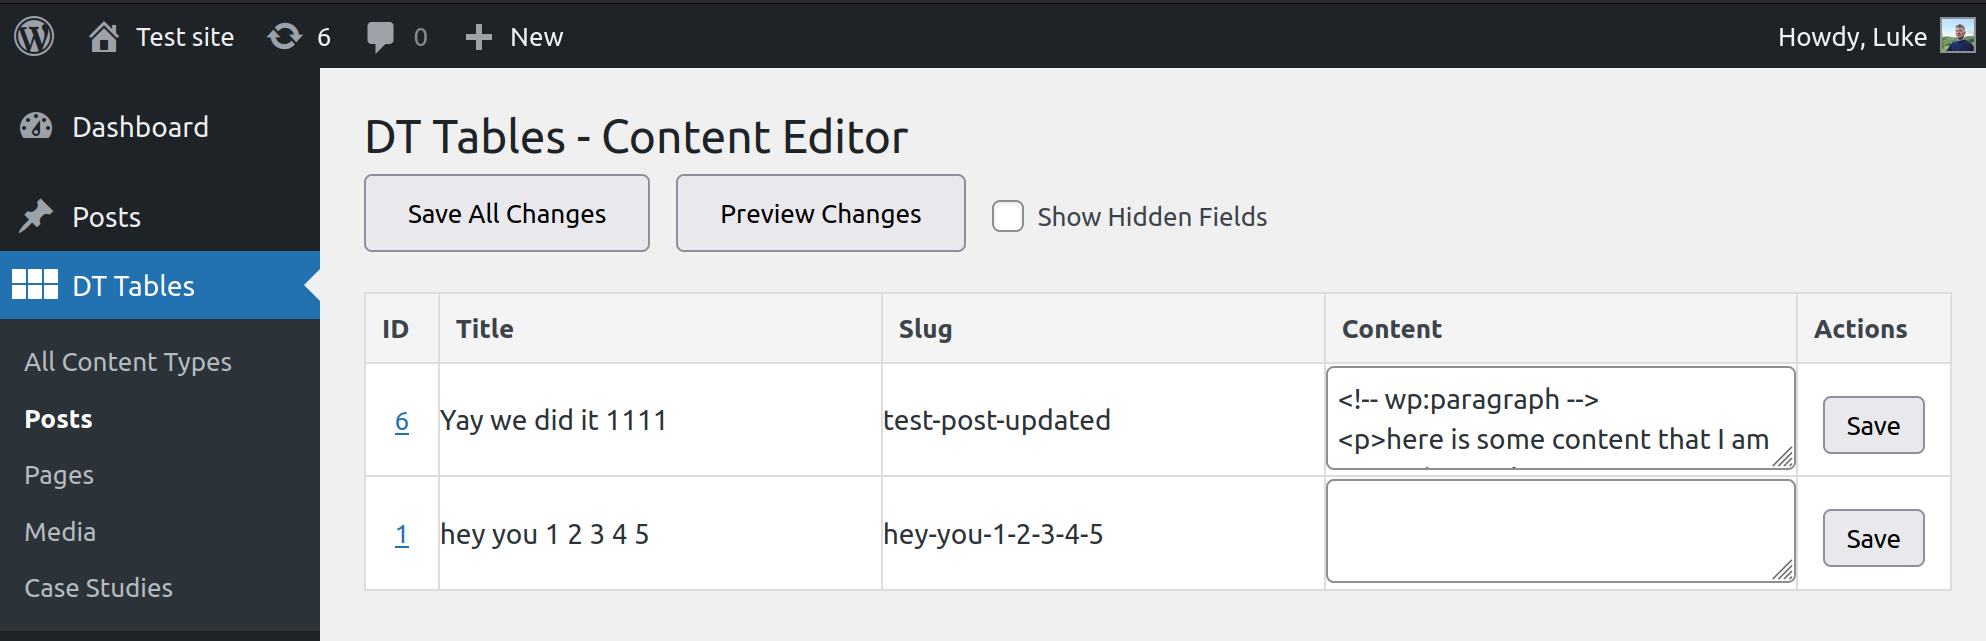 Test site 6 0 New Howdy, Luke
Dashboard
Posts
DT Tables
All Content Types
Posts
Pages
Media
Case Studies
DT Tables - Content Editor
Save All Changes Preview Changes Show Hidden Fields
ID Title Slug Content Actions
6 Yay we did it 1111 test-post-updated <!-- wp:paragraph --> Save
<p>here is some content that I am
1 hey you 1 2 3 4 5 hey-you-1-2-3-4-5 Save